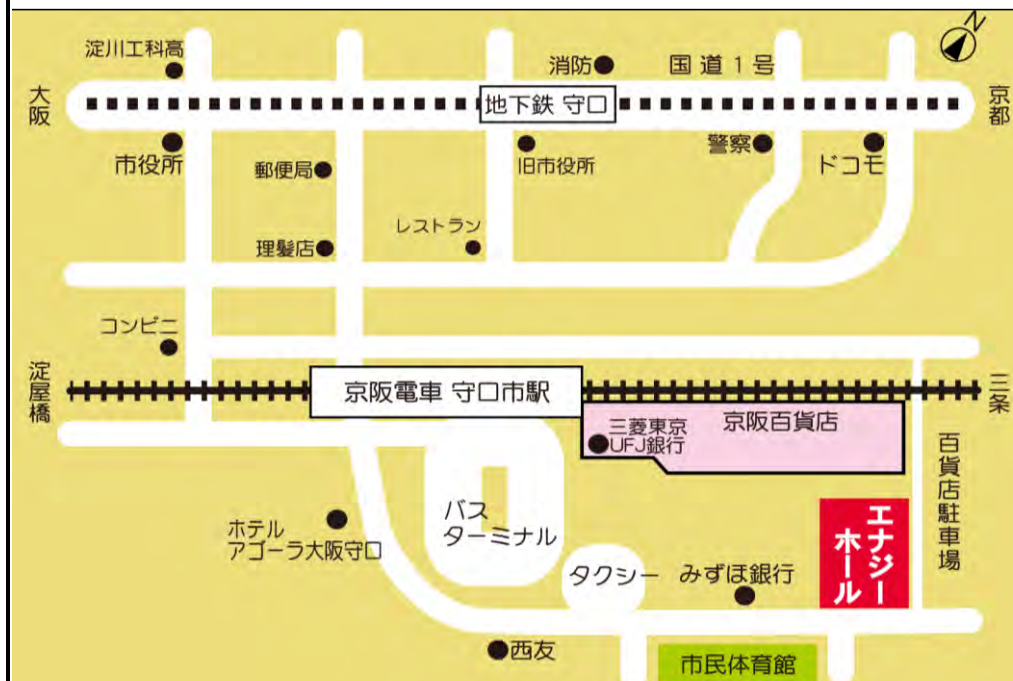 N
淀川工科高
消防
国道1号
大阪
地下鉄 守口
京都
市役所
郵便局
旧市役所
警察
ドコモ
理髪店
レストラン
コンビニ
淀屋橋
京阪電車 守口市駅
三条
三菱東京
UFJ銀行
京阪百貨店
百貨店駐車場
バス
ターミナル
ホテル
アゴーラ大阪守口
タクシー
みずほ銀行
エナジー
ホール
西友
市民体育館